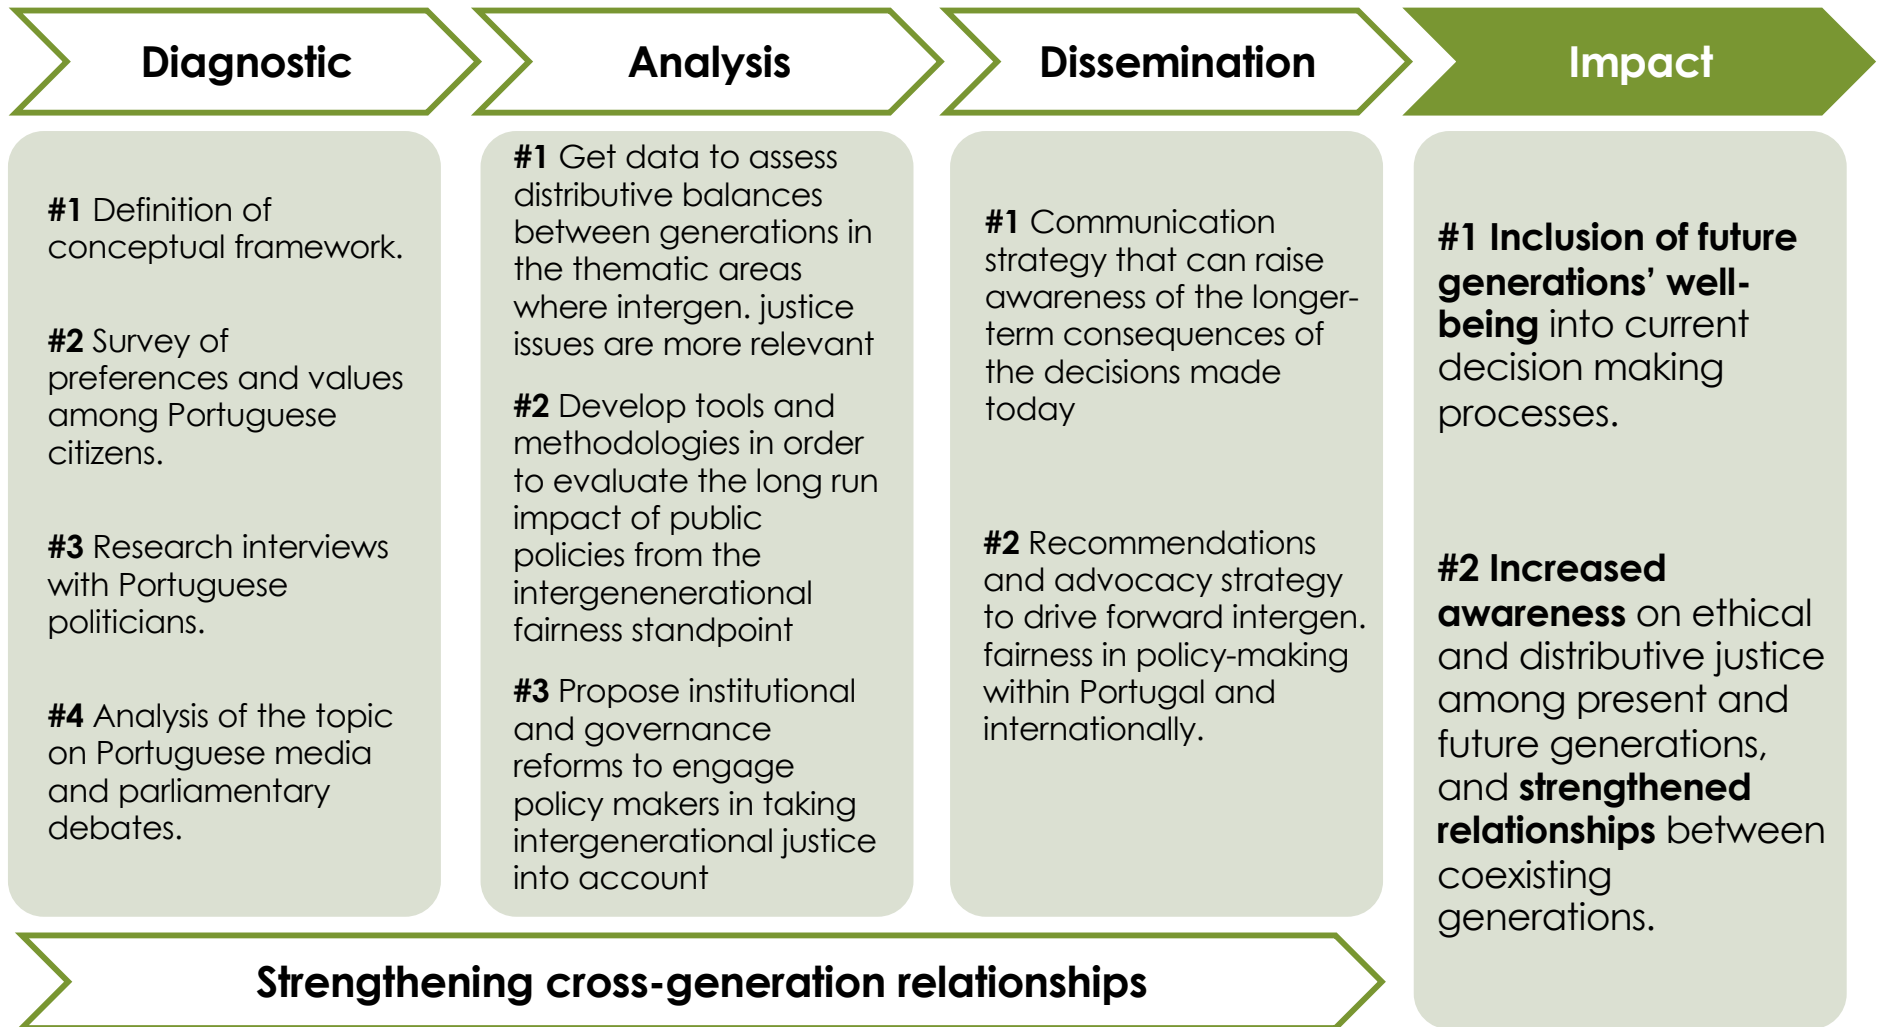 Diagnostic
Analysis
Dissemination
Impact
#1 Definition of
conceptual framework.
#2 Survey of
preferences and values
among Portuguese
citizens.
#3 Research interviews
with Portuguese
politicians.
#4 Analysis of the topic
on Portuguese media
and parliamentary
debates.
#1 Get data to assess
distributive balances
between generations in
the thematic areas
where intergen. justice
issues are more relevant
#2 Develop tools and
methodologies in order
to evaluate the long run
impact of public
policies from the
intergenenerational
fairness standpoint
#3 Propose institutional
and governance
reforms to engage
policy makers in taking
intergenerational justice
into account
#1 Communication
strategy that can raise
awareness of the longer-
term consequences of
the decisions made
today
#2 Recommendations
and advocacy strategy
to drive forward intergen.
fairness in policy-making
within Portugal and
internationally.
#1 Inclusion of future
generations’ well-
being into current
decision making
processes.
#2 Increased
awareness on ethical
and distributive justice
among present and
future generations,
and strengthened
relationships between
coexisting
generations.
Strengthening cross-generation relationships